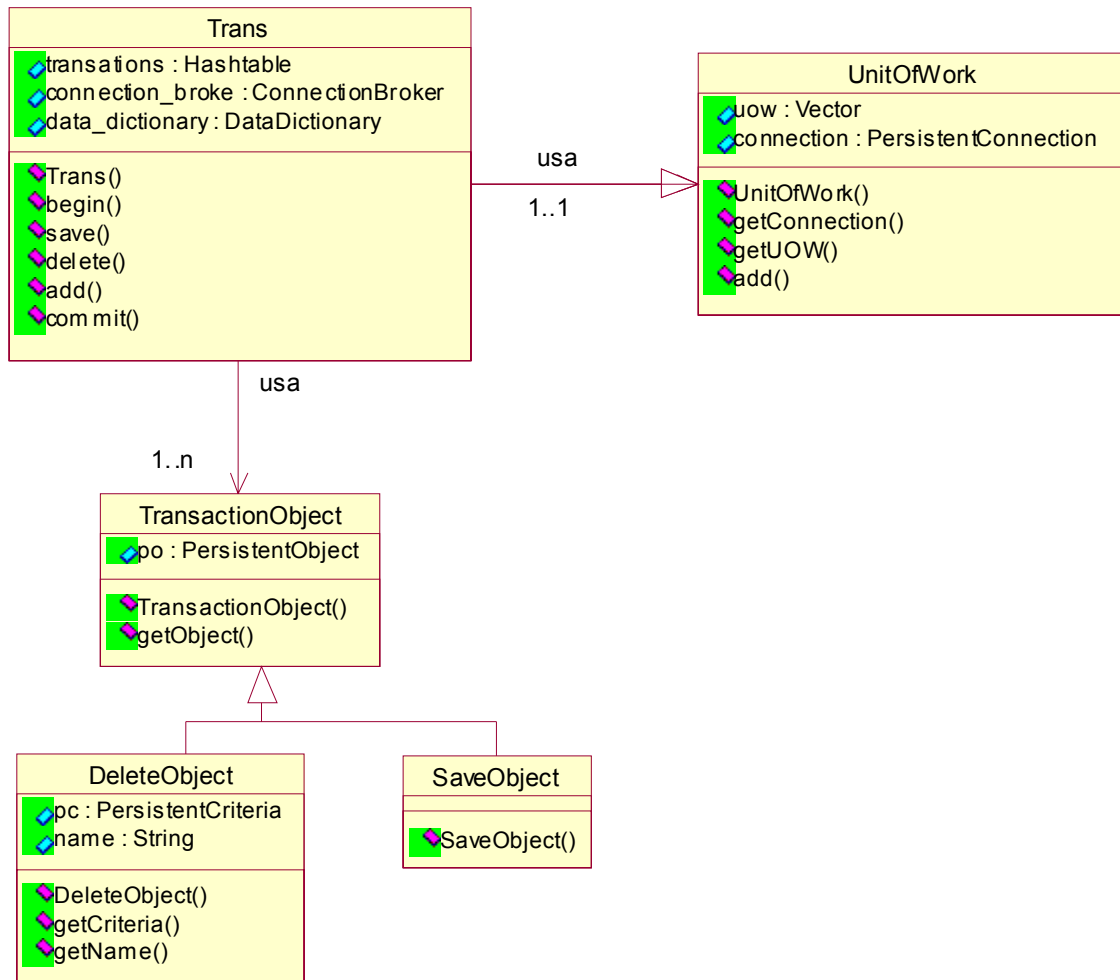 Trans
transations : Hashtable
connection_broke : ConnectionBroker
data_dictionary : DataDictionary
Trans()
begin()
save()
delete()
add()
commit()
usa
1..1
UnitOfWork
uow : Vector
connection : PersistentConnection
UnitOfWork()
getConnection()
getUOW()
add()
usa
1..n
TransactionObject
po : PersistentObject
TransactionObject()
getObject()
DeleteObject
pc : PersistentCriteria
name : String
DeleteObject()
getCriteria()
getName()
SaveObject
SaveObject()